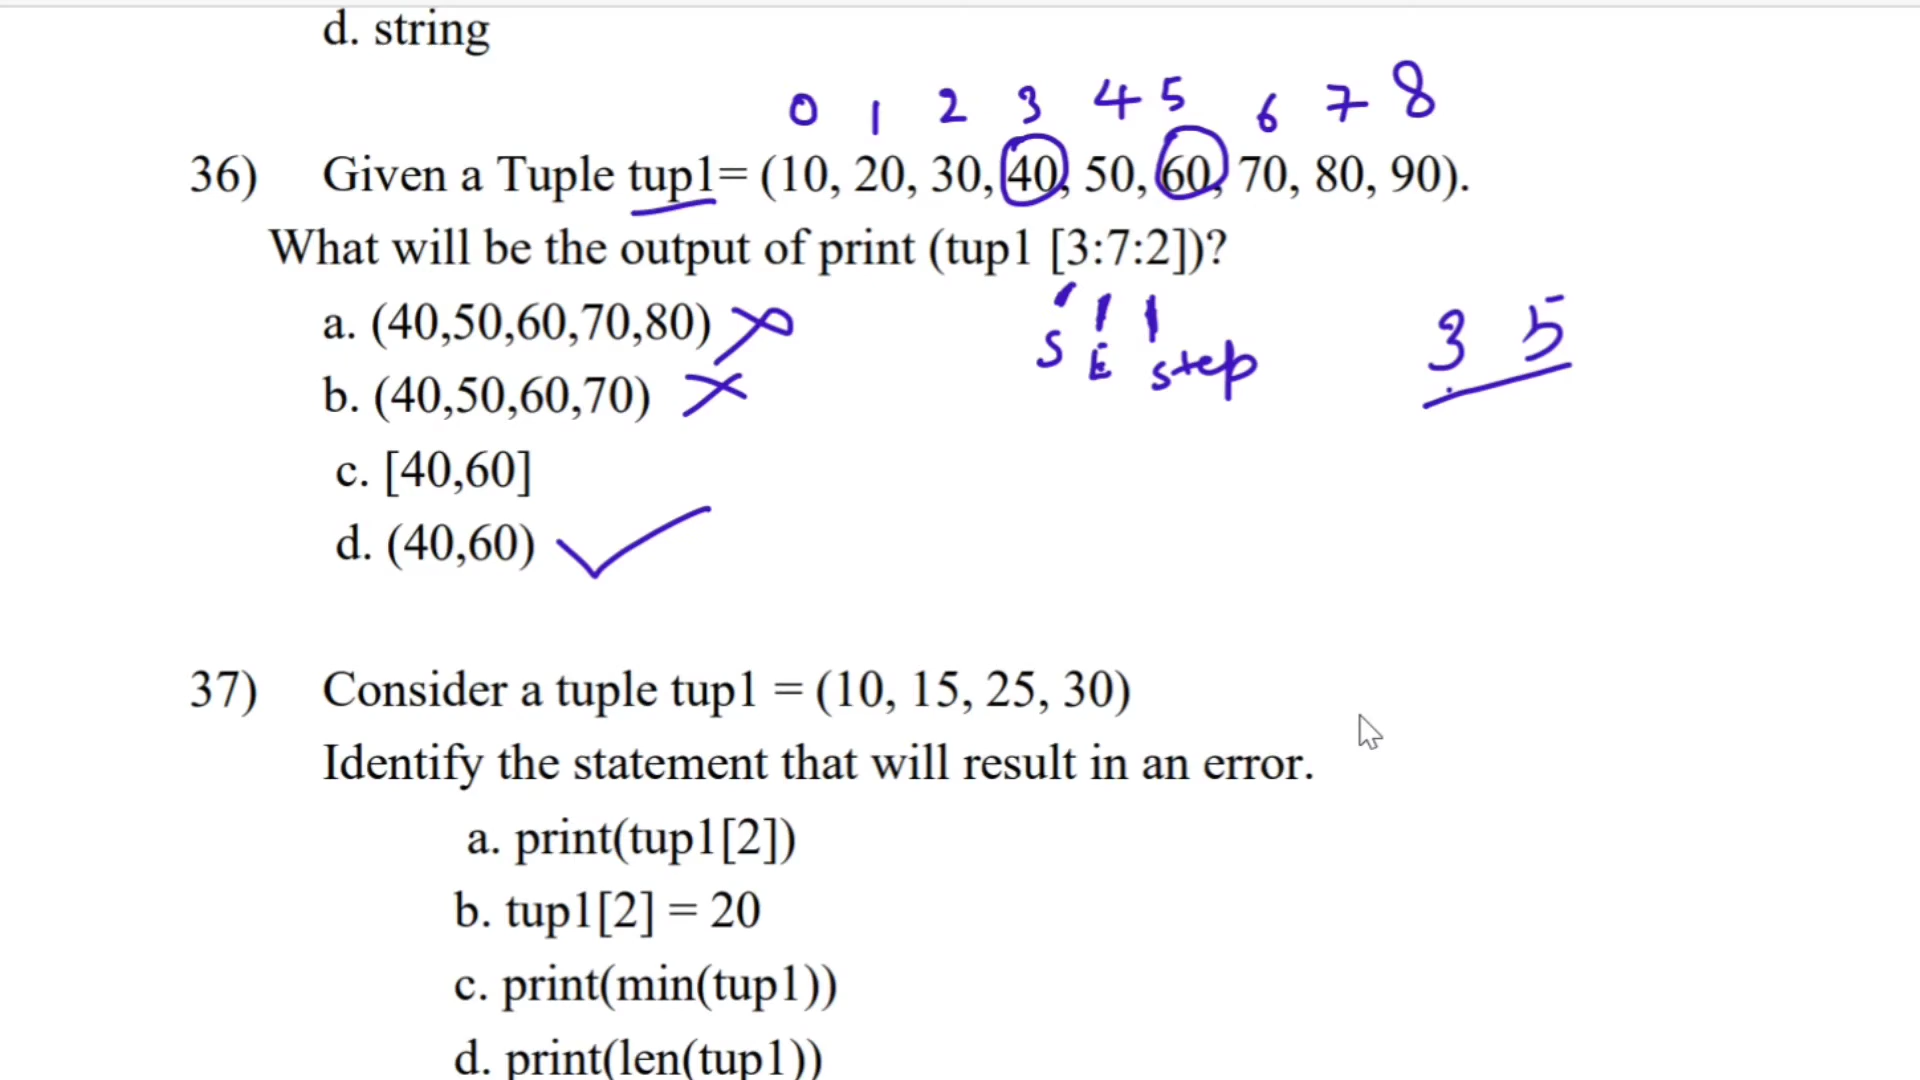 d. string
0 1 2 3 4 5 6 7 8
36) Given a Tuple tup1= (10, 20, 30, 40, 50, 60, 70, 80, 90).
What will be the output of print (tup1 [3:7:2])?
a. (40,50,60,70,80)
S E step
3 5
b. (40,50,60,70)
c. [40,60]
d. (40,60)
37) Consider a tuple tup1 = (10, 15, 25, 30)
Identify the statement that will result in an error.
a. print(tup1[2])
b. tup1[2] = 20
c. print(min(tup1))
d. print(len(tup1))